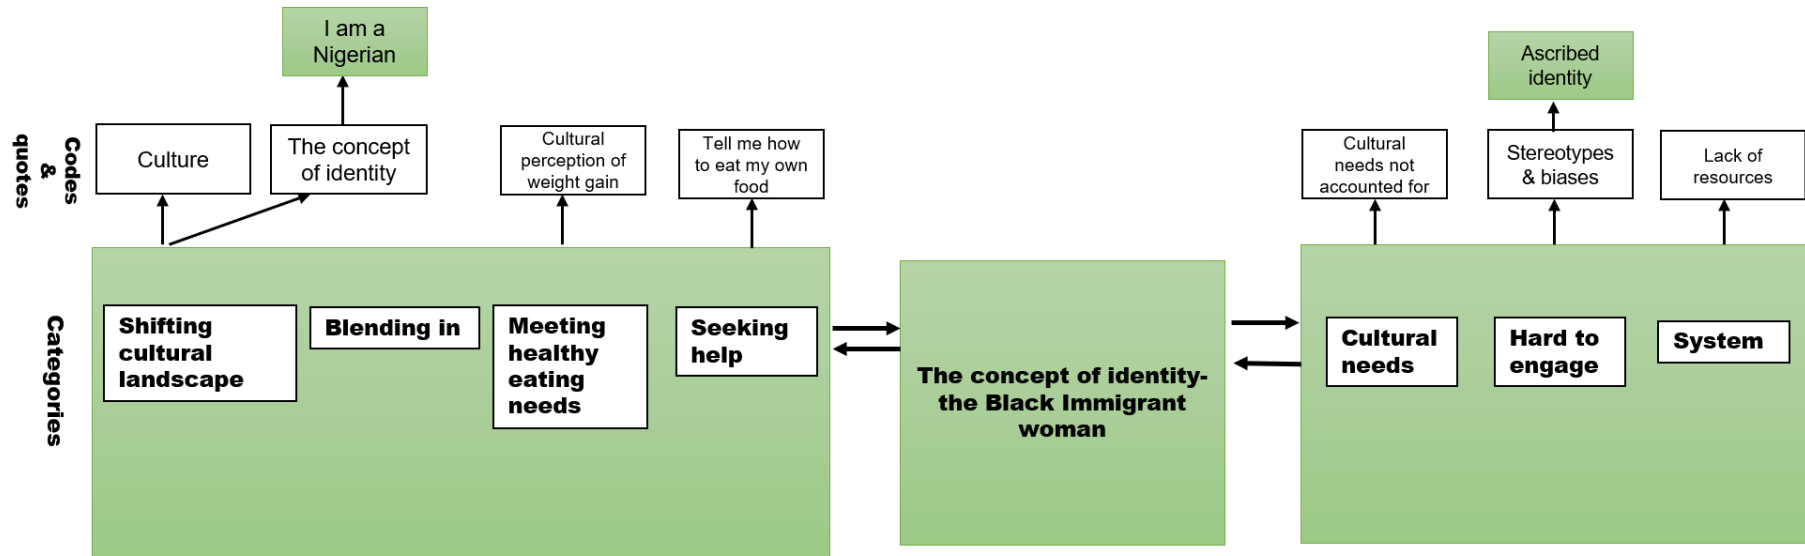 I am a
Nigerian
Ascribed
identity
Codes
&
quotes
Culture
The concept
of identity
Cultural
perception of
weight gain
Tell me how
to eat my own
food
Cultural
needs not
accounted for
Stereotypes
& biases
Lack of
resources
Categories
Shifting
cultural
landscape
Blending in
Meeting
healthy
eating
needs
Seeking
help
The concept of identity-
the Black Immigrant
woman
Cultural
needs
Hard to
engage
System